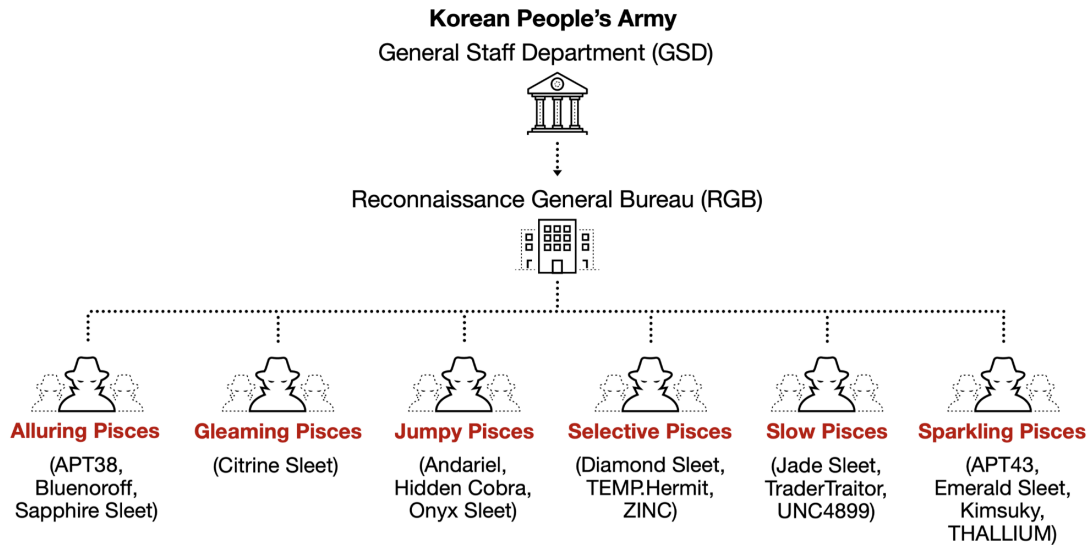 Korean People's Army
General Staff Department (GSD)
Reconnaissance General Bureau (RGB)
Alluring Pisces
(APT38,
Bluenoroff,
Sapphire Sleet)
Gleaming Pisces
(Citrine Sleet)
Jumpy Pisces
(Andariel,
Hidden Cobra,
Onyx Sleet)
Selective Pisces
(Diamond Sleet,
TEMP.Hermit,
ZINC)
Slow Pisces
(Jade Sleet,
TraderTraitor,
UNC4899)
Sparkling Pisces
(APT43,
Emerald Sleet,
Kimsuky,
THALLIUM)